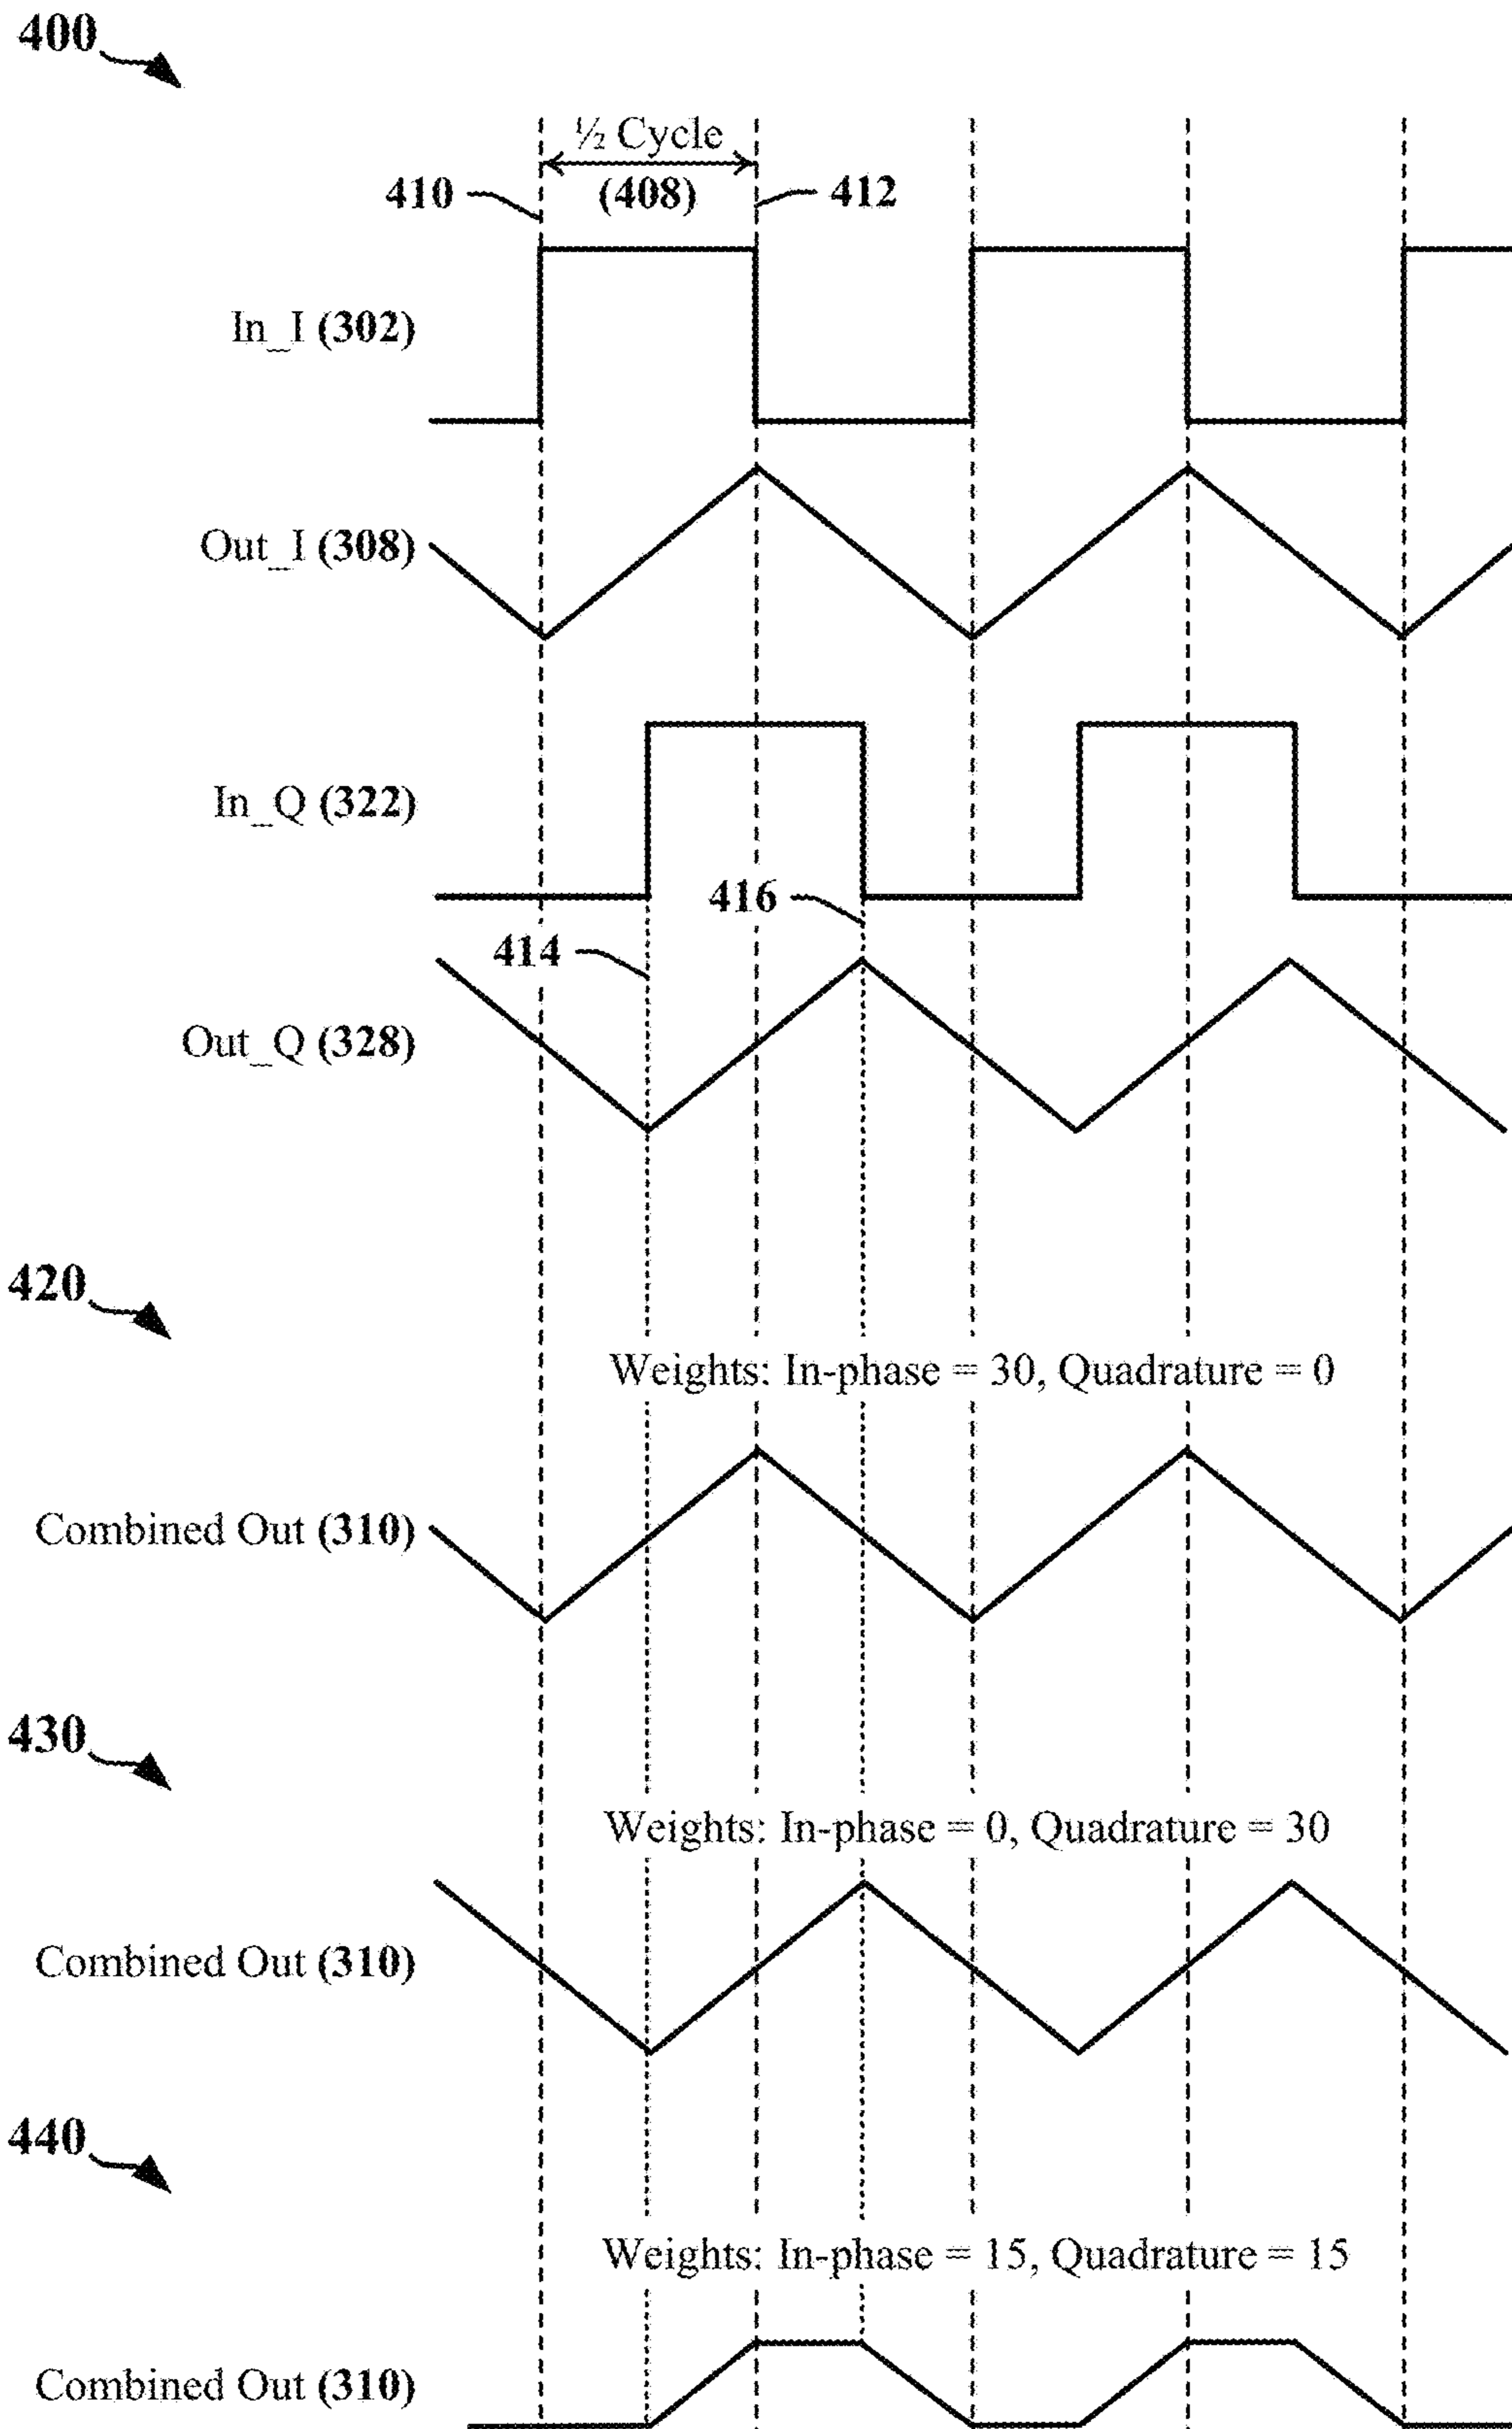 400
½ Cycle
410 (408) 412
In_I (302)
Out_I (308)
In_Q (322)
416
414
Out_Q (328)
420
Weights: In-phase = 30, Quadrature = 0
Combined Out (310)
430
Weights: In-phase = 0, Quadrature = 30
Combined Out (310)
440
Weights: In-phase = 15, Quadrature = 15
Combined Out (310)